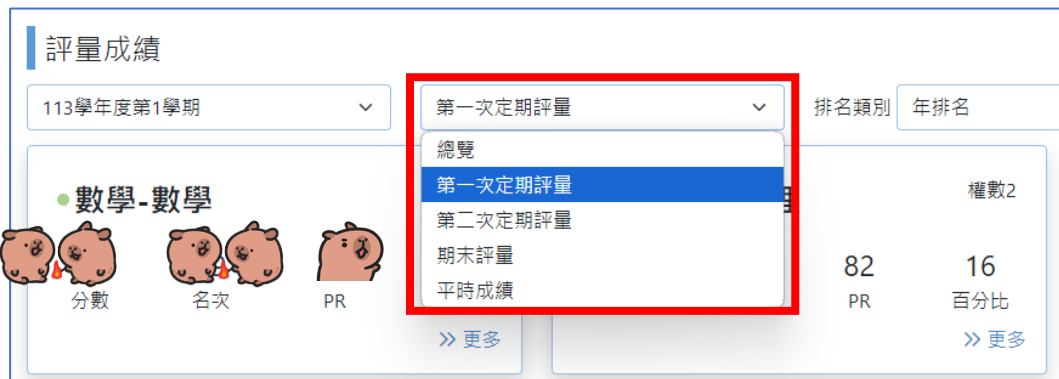 評量成績
113學年度第1學期
第一次定期評量
排名類別
年排名
總覽
第一次定期評量
第二次定期評量
期末評量
平時成績
數學-數學
分數
名次
PR
更多
權數2
82
PR
16
百分比
更多